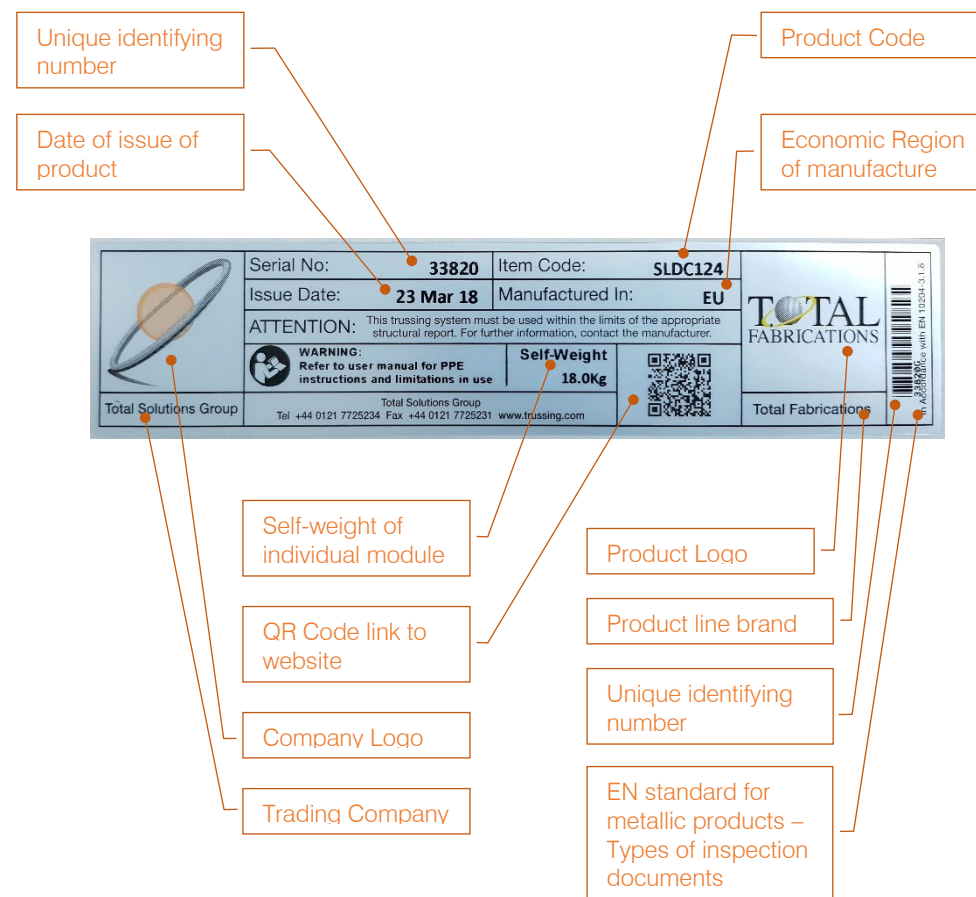 Unique identifying
number
Product Code
Date of issue of
product
Economic Region
of manufacture
Serial No: 33820
Item Code: SLDC124
Issue Date: 23 Mar 18
Manufactured In: EU
ATTENTION: This trussing system must be used within the limits of the appropriate
structural report. For further information, contact the manufacturer.
WARNING:
Refer to user manual for PPE
instructions and limitations in use
Self-Weight
18.0Kg
TOTAL
FABRICATIONS
33820G
In Accordance with EN 10204-3.1.B
Total Solutions Group
Total Solutions Group
Tel +44 0121 7725234 Fax +44 0121 7725231 www.trussing.com
Total Fabrications
Self-weight of
individual module
Product Logo
QR Code link to
website
Product line brand
Unique identifying
number
Company Logo
Trading Company
EN standard for
metallic products –
Types of inspection
documents